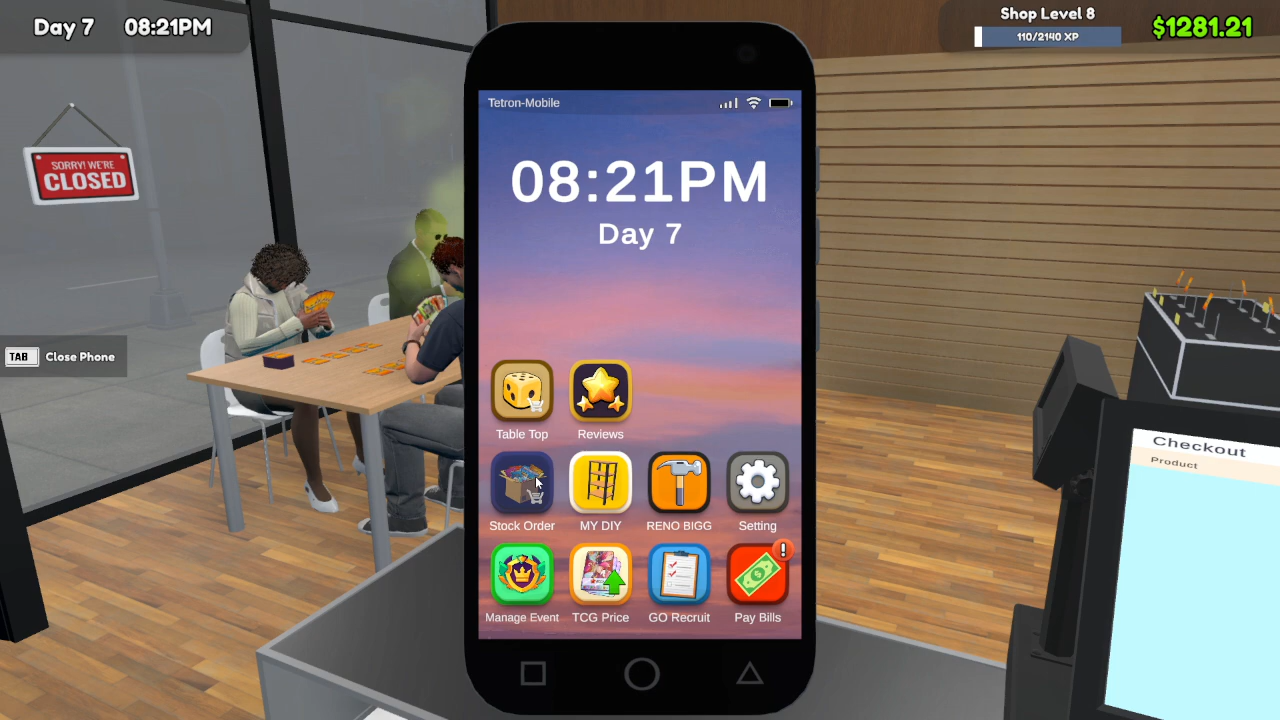 Day 7 08:21PM
Shop Level 8
110/2140 XP
$1281.21
SORRY! WE'RE
CLOSED
TAB Close Phone
Tetron-Mobile
08:21PM
Day 7
Table Top Reviews
Stock Order MY DIY RENO BIGG Setting
!
Manage Event TCG Price GO Recruit Pay Bills
Checkout
Product